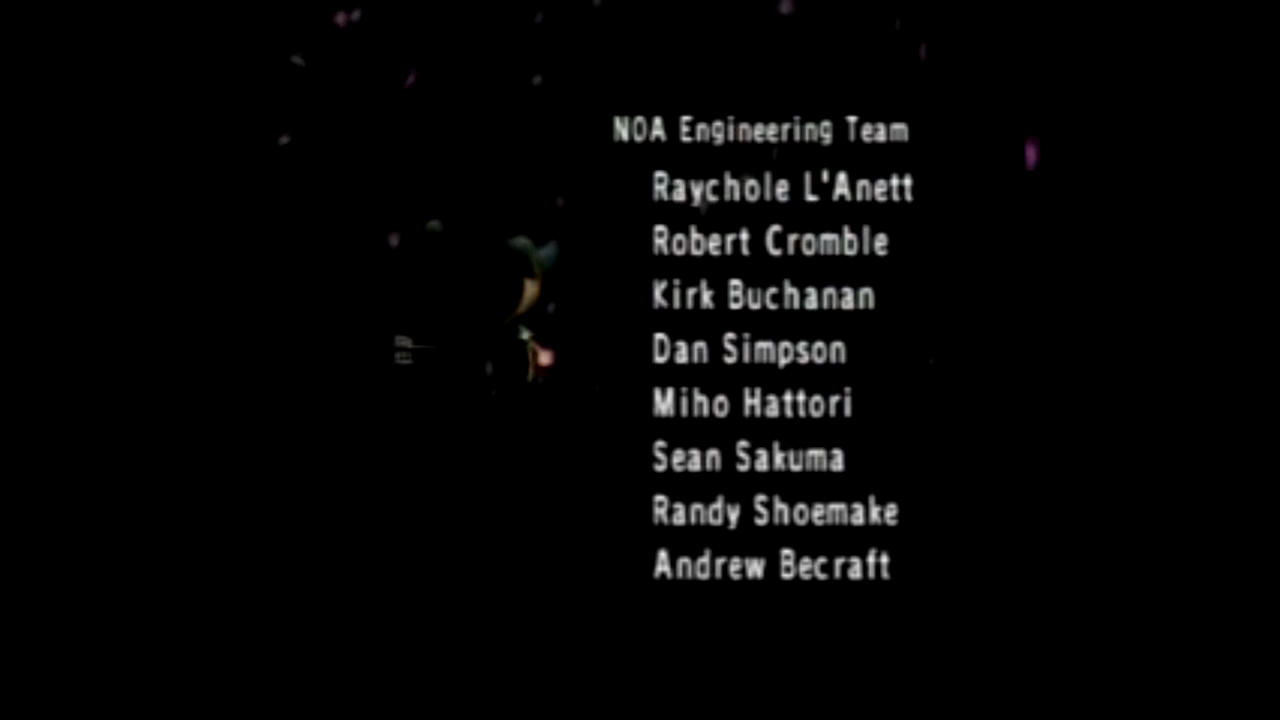 NOA Engineering Team
Raychole L'Anett
Robert Cromble
Kirk Buchanan
Dan Simpson
Miho Hattori
Sean Sakuma
Randy Shoemake
Andrew Becraft